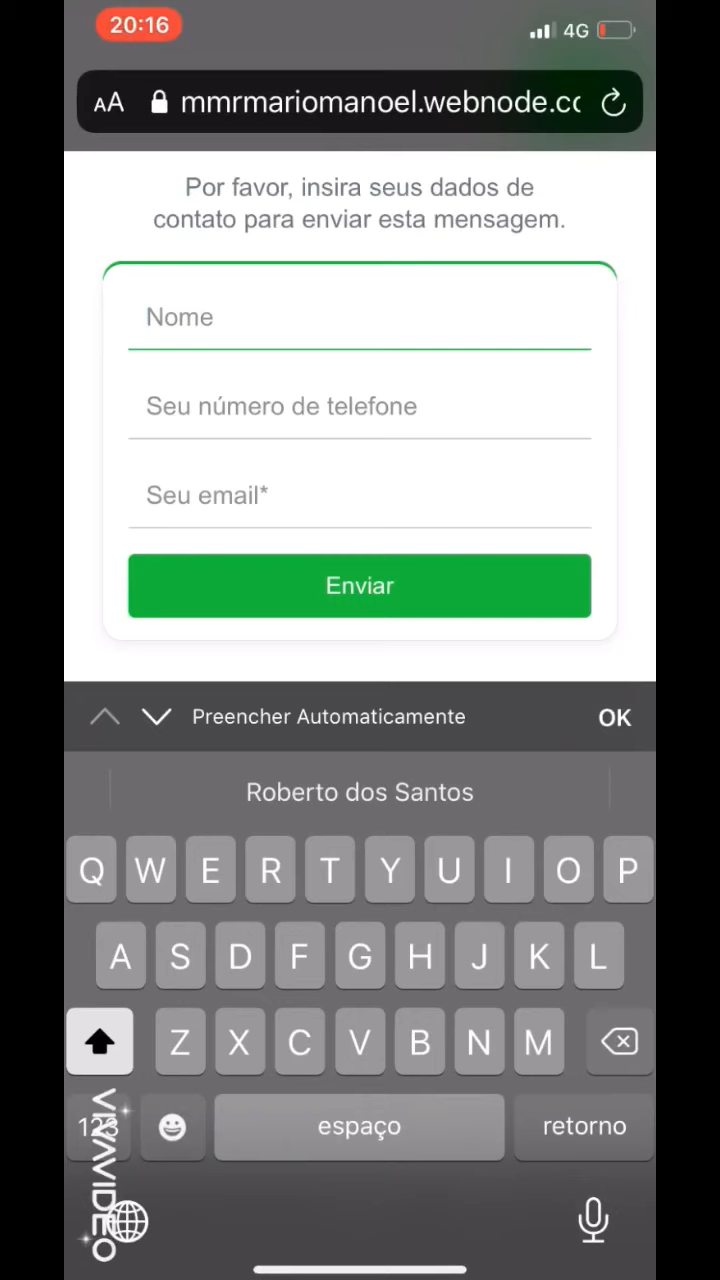 20:16
4G
AA mmrmariomanoel.webnode.cc
Por favor, insira seus dados de
contato para enviar esta mensagem.
Nome
Seu número de telefone
Seu email*
Enviar
Preencher Automaticamente OK
Roberto dos Santos
Q W E R T Y U I O P
A S D F G H J K L
Z X C V B N M
123 espaço retorno
VIVAVIDEO